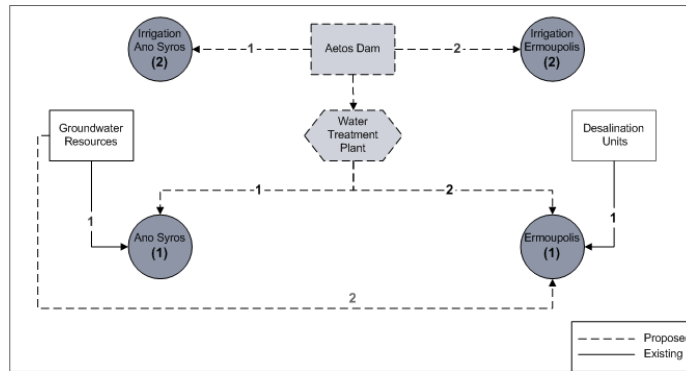 Irrigation
Ano Syros
(2)
1
Aetos Dam
2
Irrigation
Ermoupolis
(2)
Groundwater
Resources
Water
Treatment
Plant
Desalination
Units
1
2
1
1
Ano Syros
(1)
Ermoupolis
(1)
2
Proposed
Existing